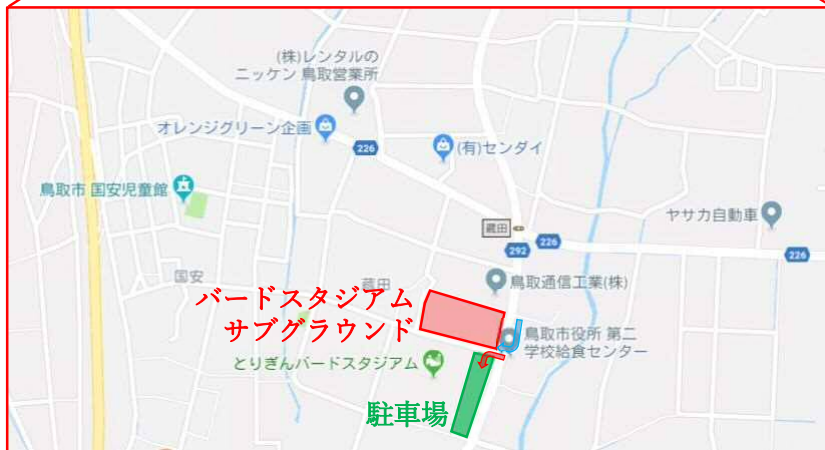 (株)レンタルの
ニッケン 鳥取営業所
オレンジグリーン企画
226
(有)センダイ
鳥取市 国安児童館
ヤサカ自動車
蔵田
292
226
226
国安
蔵田
鳥取通信工業(株)
バードスタジアム
サブグラウンド
鳥取市役所 第二
学校給食センター
とりぎんバードスタジアム
駐車場